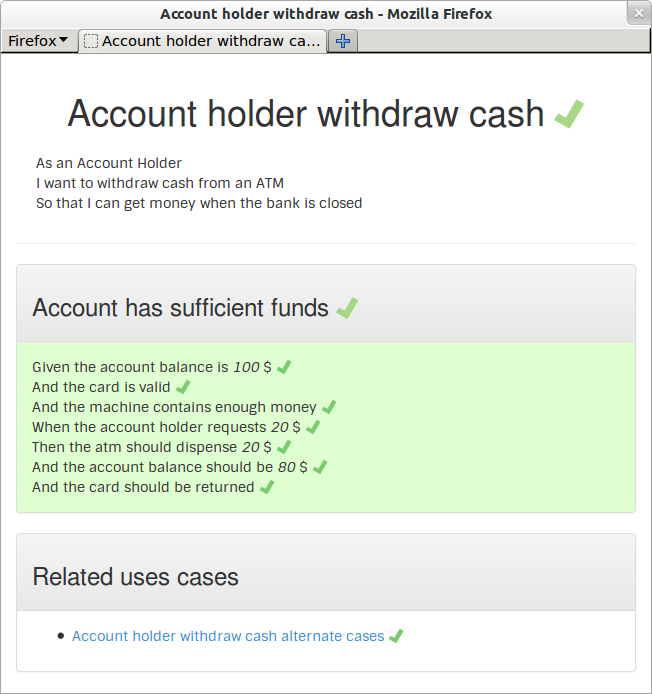 Account holder withdraw cash - Mozilla Firefox
Firefox
Account holder withdraw ca...
Account holder withdraw cash
As an Account Holder
I want to withdraw cash from an ATM
So that I can get money when the bank is closed
Account has sufficient funds
Given the account balance is 100 $
And the card is valid
And the machine contains enough money
When the account holder requests 20 $
Then the atm should dispense 20 $
And the account balance should be 80 $
And the card should be returned
Related uses cases
Account holder withdraw cash alternate cases